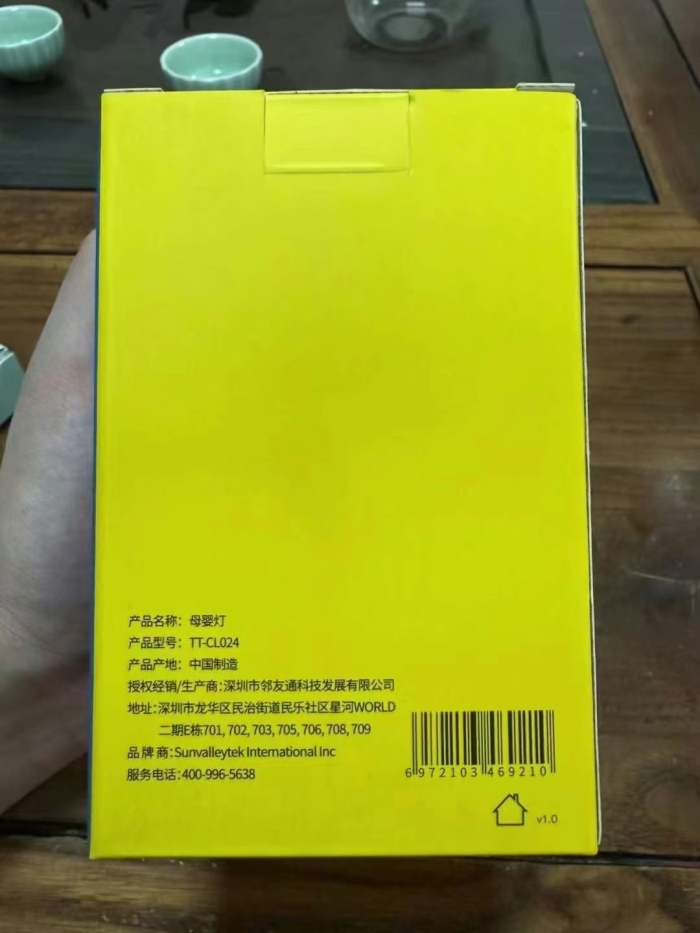 产品名称：母婴灯
产品型号：TT-CL024
产品产地：中国制造
授权经销/生产商：深圳市邻友通科技发展有限公司
地址：深圳市龙华区民治街道民乐社区星河WORLD
二期E栋701, 702, 703, 705, 706, 708, 709
品牌商：Sunvalleytek International Inc
服务电话：400-996-5638
6 972103 469210
v1.0